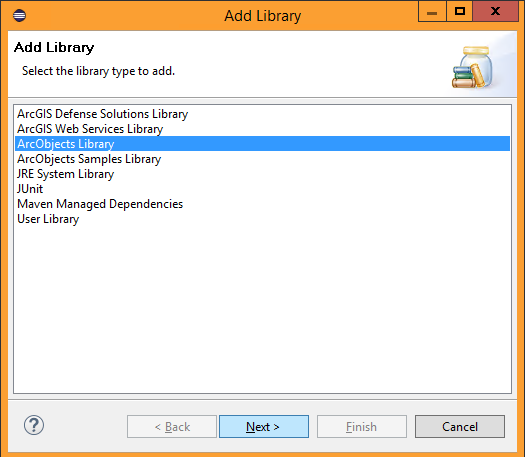 Add Library
Add Library
Select the library type to add.
ArcGIS Defense Solutions Library
ArcGIS Web Services Library
ArcObjects Library
ArcObjects Samples Library
JRE System Library
JUnit
Maven Managed Dependencies
User Library
? < Back Next > Finish Cancel